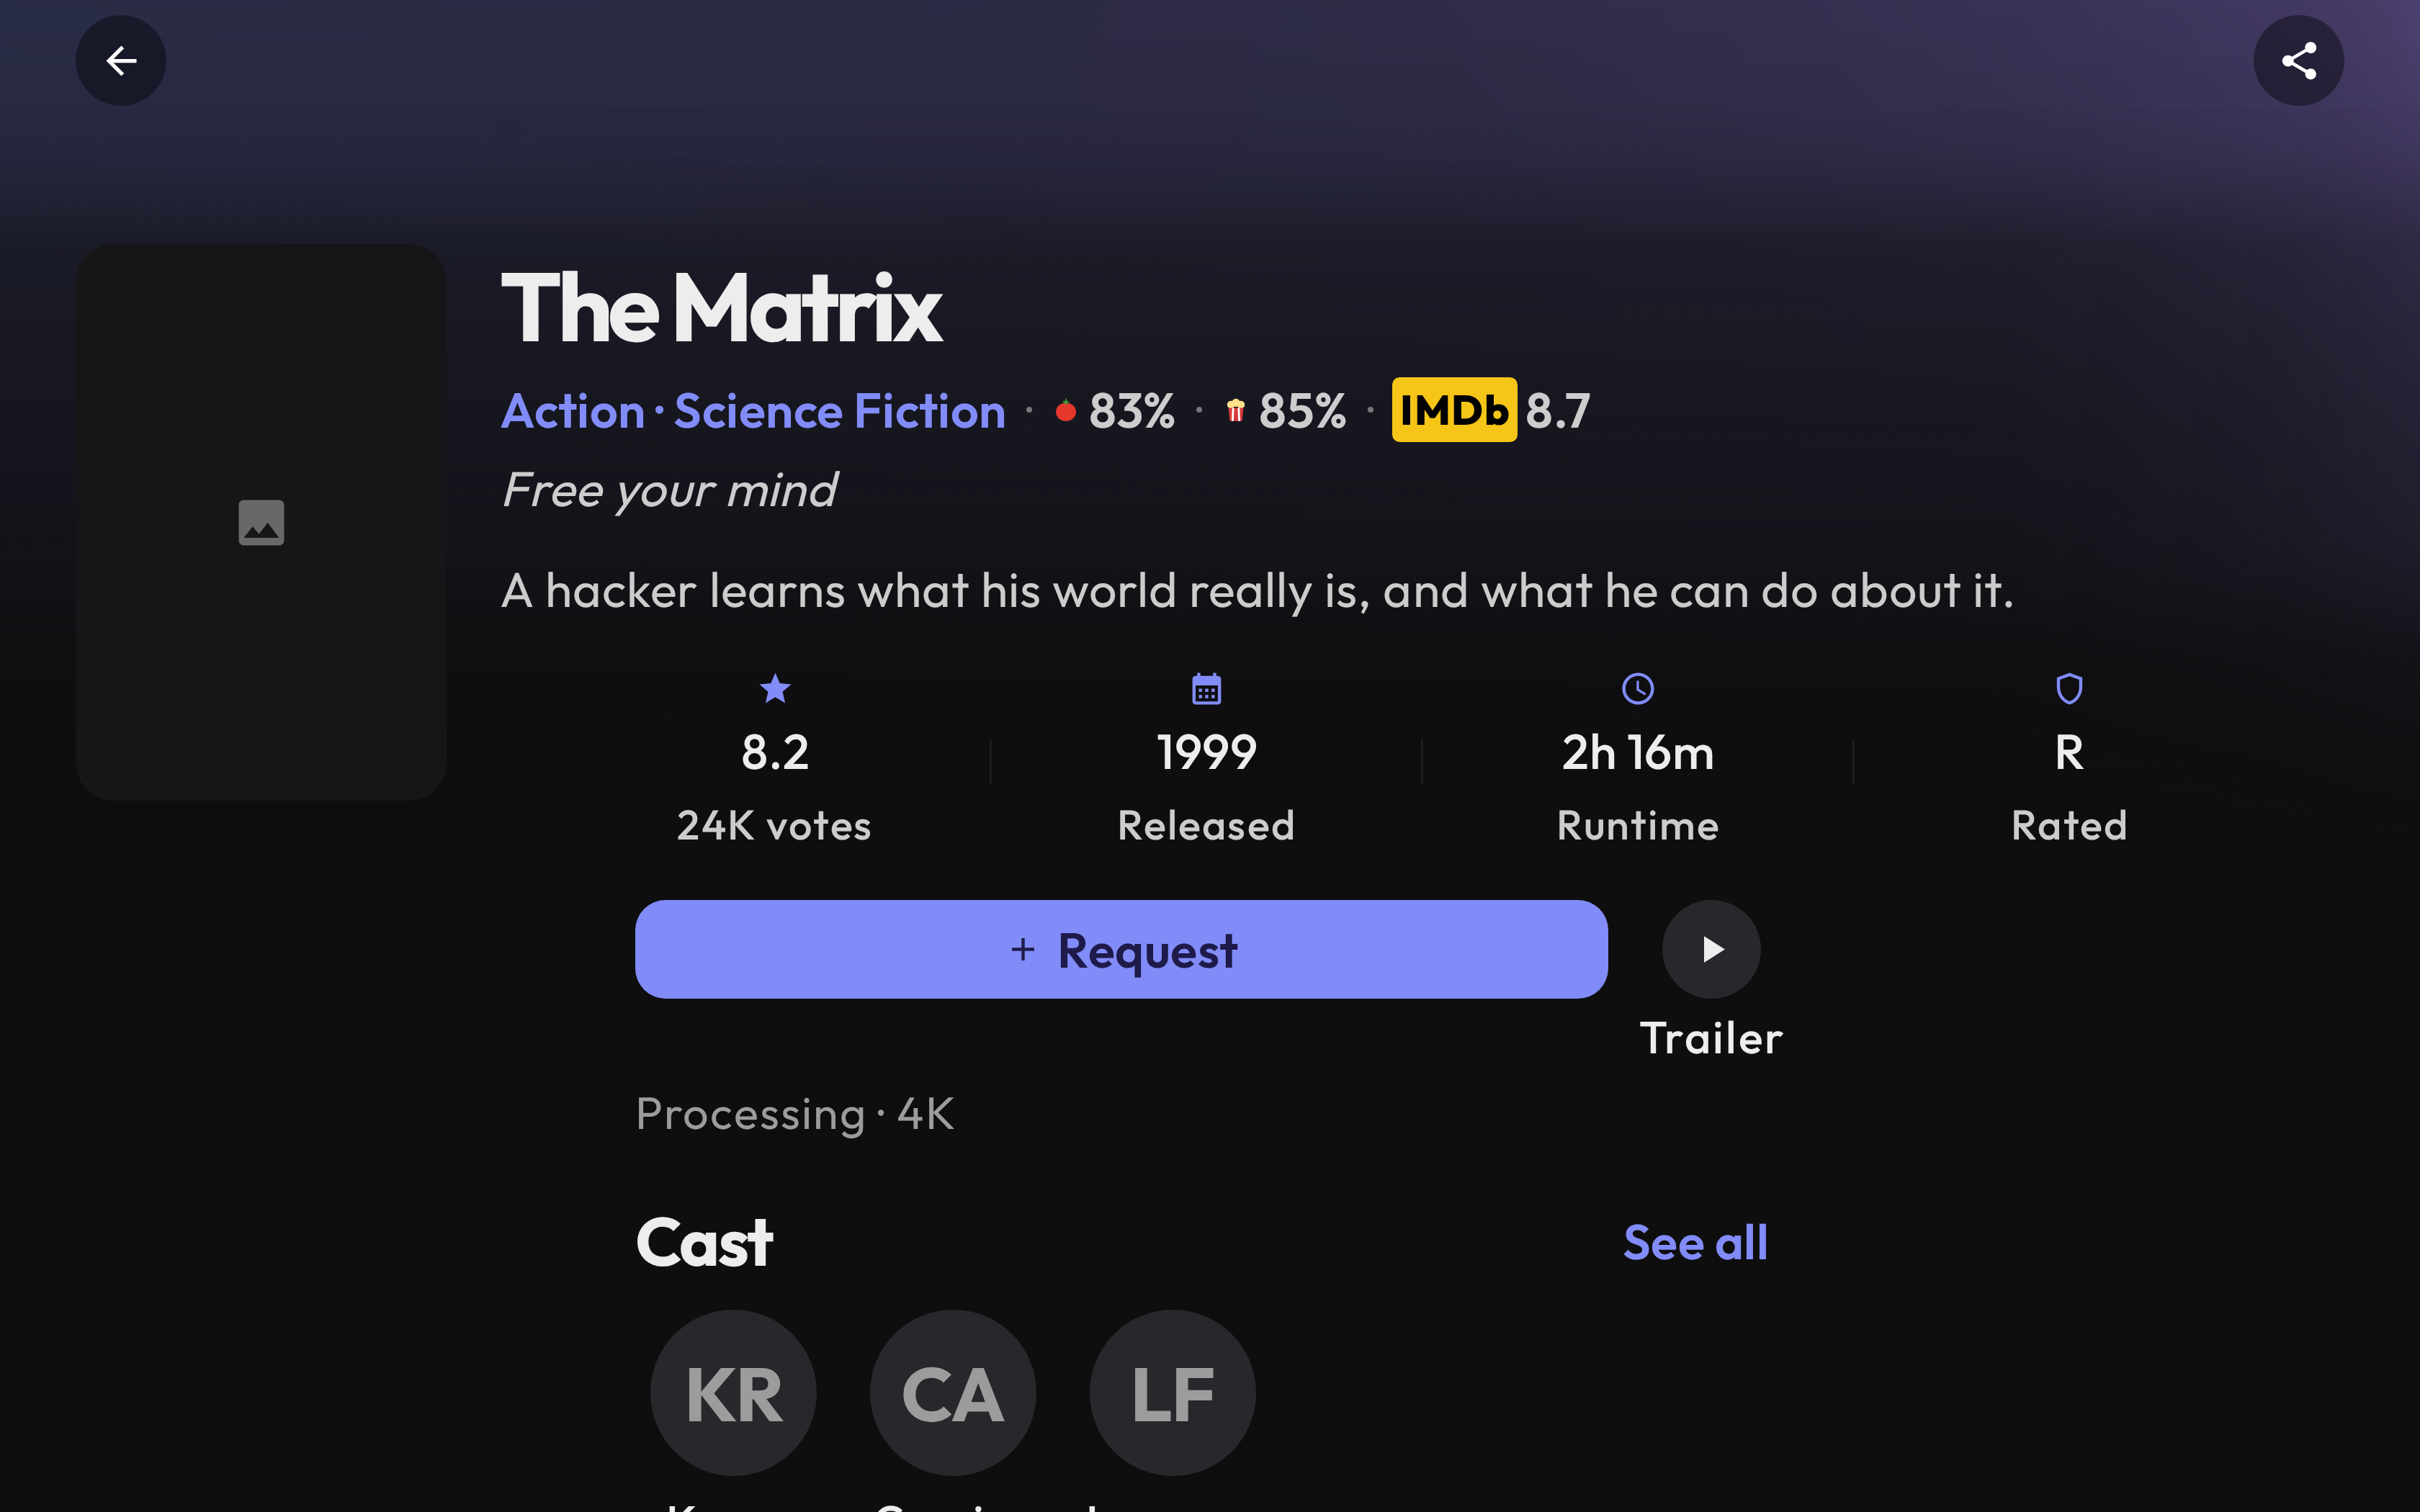 The Matrix
Action · Science Fiction · 83% · 85% · IMDb 8.7
Free your mind
A hacker learns what his world really is, and what he can do about it.
8.2 1999 2h 16m R
24K votes Released Runtime Rated
+ Request
Trailer
Processing · 4K
Cast See all
KR CA LF